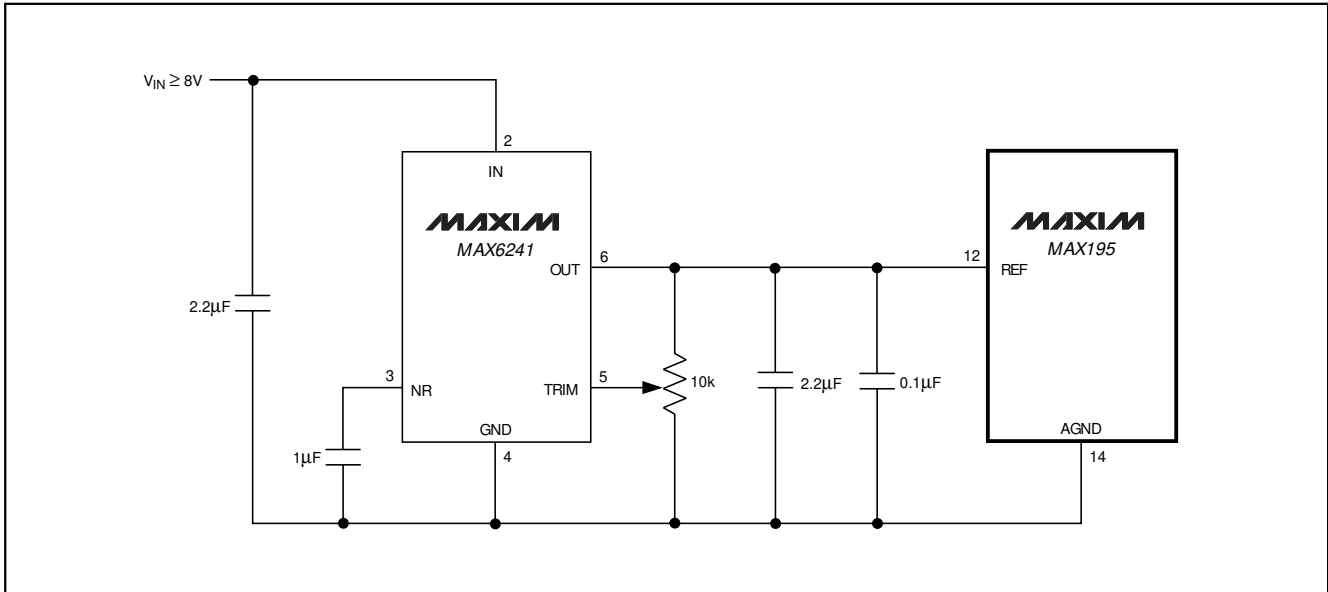 V_IN ≥ 8V
2
IN
MAXIM
MAX6241
OUT
6
2.2µF
3
NR
TRIM
5
10k
2.2µF
0.1µF
1µF
GND
4
MAXIM
MAX195
12
REF
AGND
14